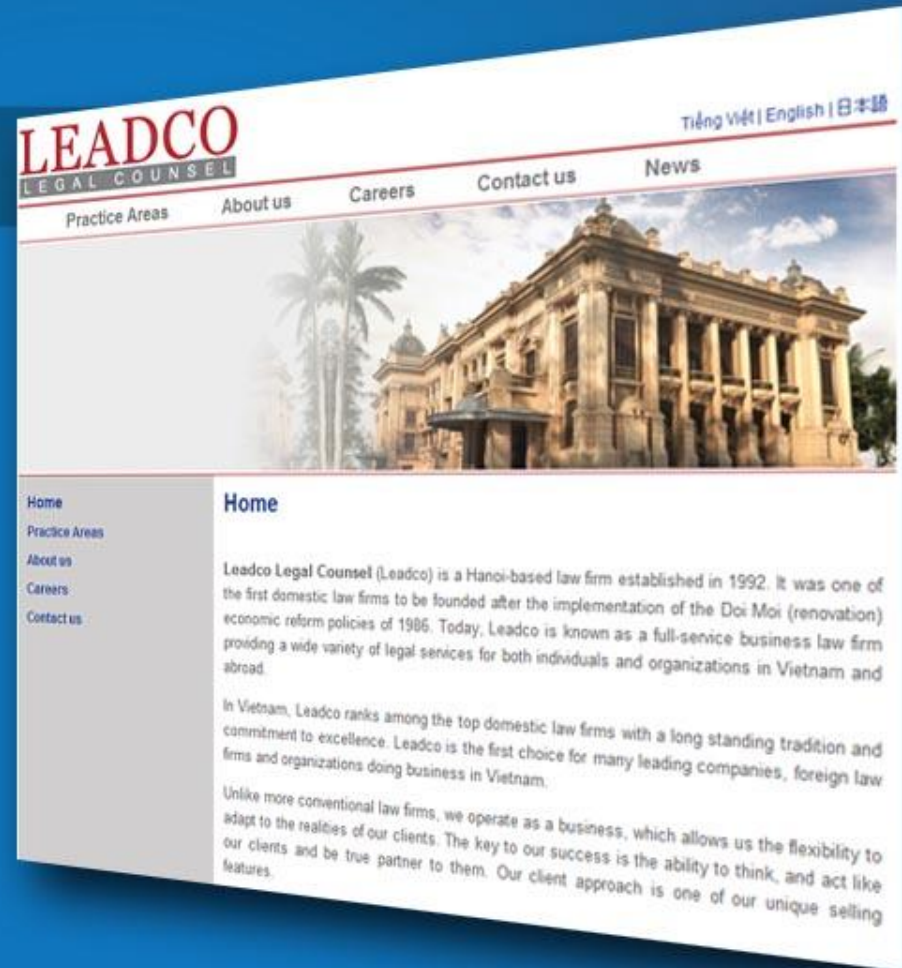 LEADCO
LEGAL COUNSEL
Tiếng Việt | English | 日本語
Practice Areas
About us
Careers
Contact us
News
Home
Practice Areas
About us
Careers
Contact us
Home
Leadco Legal Counsel (Leadco) is a Hanoi-based law firm established in 1992. It was one of
the first domestic law firms to be founded after the implementation of the Doi Moi (renovation)
economic reform policies of 1986. Today, Leadco is known as a full-service business law firm
providing a wide variety of legal services for both individuals and organizations in Vietnam and
abroad.
In Vietnam, Leadco ranks among the top domestic law firms with a long standing tradition and
commitment to excellence. Leadco is the first choice for many leading companies, foreign law
firms and organizations doing business in Vietnam.
Unlike more conventional law firms, we operate as a business, which allows us the flexibility to
adapt to the realities of our clients. The key to our success is the ability to think, and act like
our clients and be true partner to them. Our client approach is one of our unique selling
features.